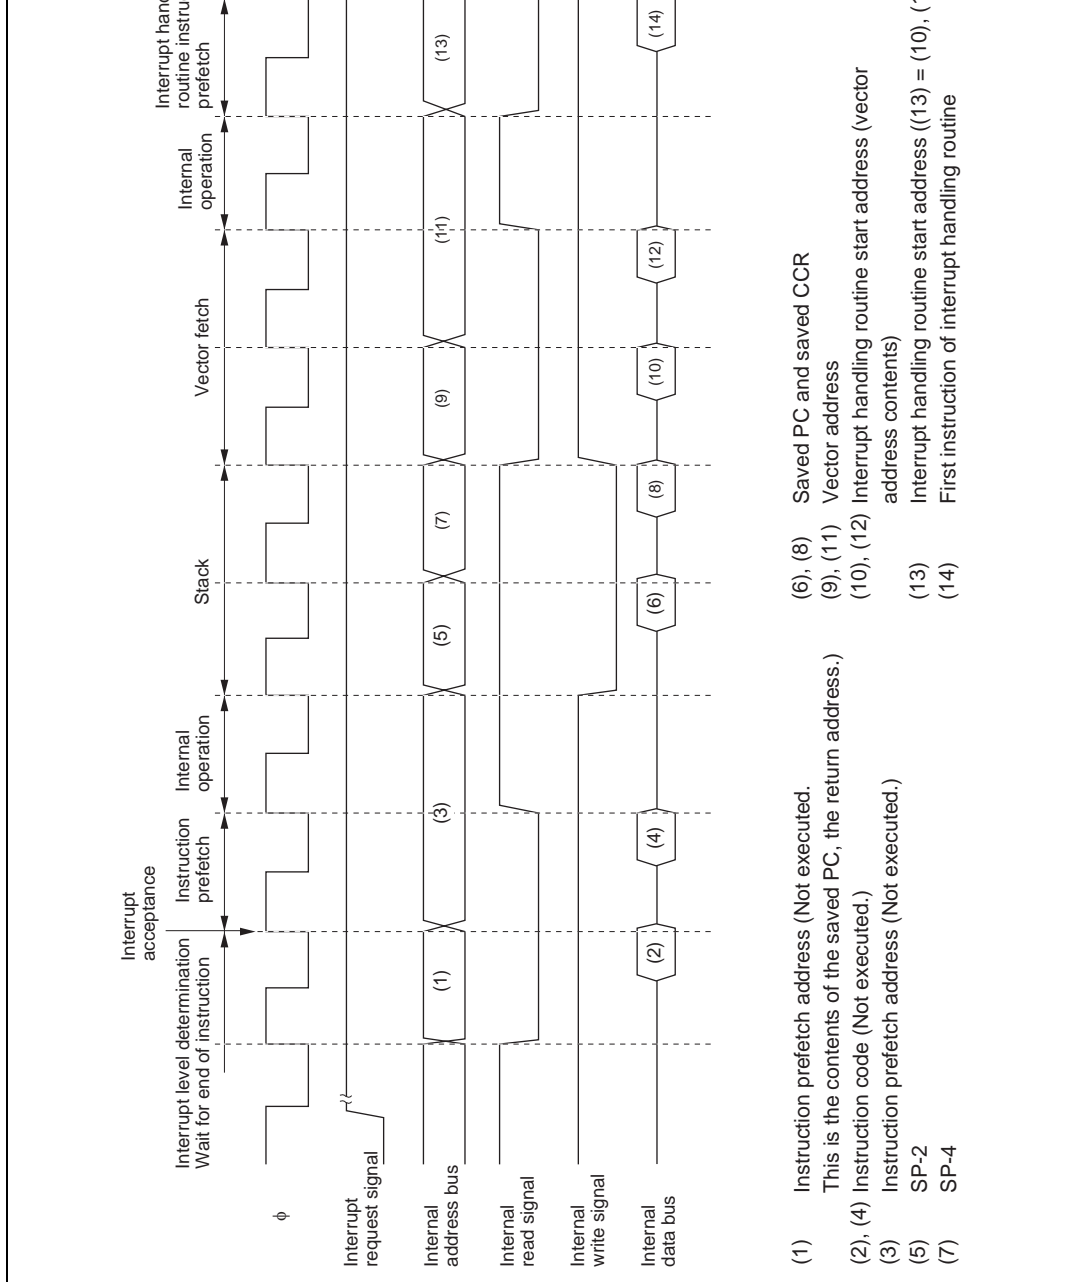 Interrupt level determination
Wait for end of instruction
Interrupt
acceptance
Instruction
prefetch
Internal
operation
Stack
Vector fetch
Internal
operation
Interrupt
routine
prefetch
φ
Interrupt
request signal
Internal
address bus
(1)
(3)
(5)
(7)
(9)
(11)
(13)
Internal
read signal
Internal
write signal
Internal
data bus
(2)
(4)
(6)
(8)
(10)
(12)
(14)
(1) Instruction prefetch address (Not executed.
This is the contents of the saved PC, the return address.)
(2), (4) Instruction code (Not executed.)
(3) Instruction prefetch address (Not executed.)
(5) SP-2
(7) SP-4
(6), (8) Saved PC and saved CCR
(9), (11) Vector address
(10), (12) Interrupt handling routine start address (vector
address contents)
(13) Interrupt handling routine start address ((13) = (10),
(14) First instruction of interrupt handling routine